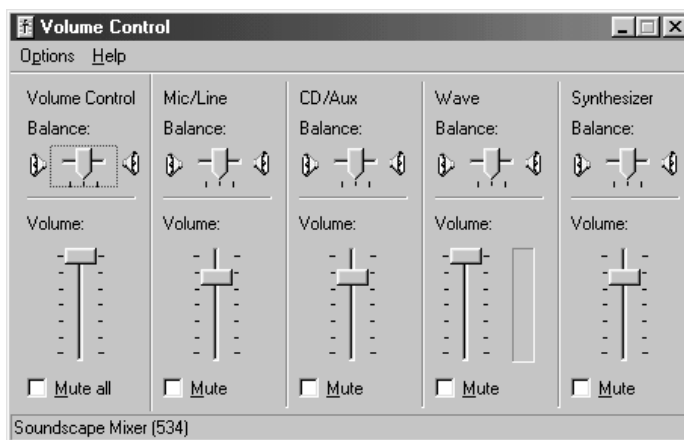 Volume Control
Options Help
Volume Control Mic/Line CD/Aux Wave Synthesizer
Balance: Balance: Balance: Balance: Balance:
Volume: Volume: Volume: Volume: Volume:
Mute all Mute Mute Mute Mute
Soundscape Mixer (534)